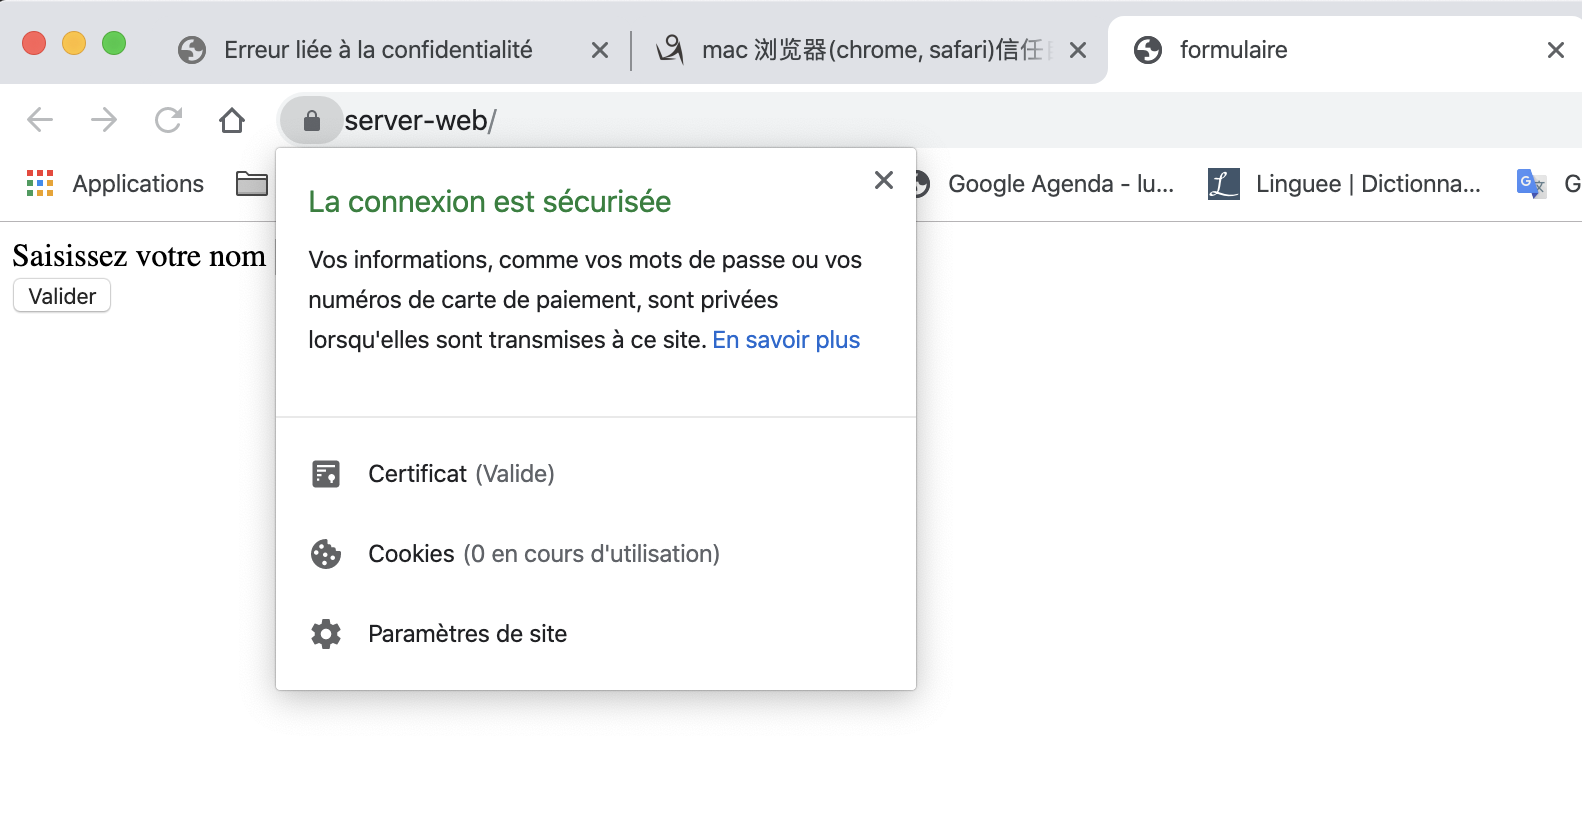 Erreur liée à la confidentialité
mac 浏览器(chrome, safari)信任
formulaire
server-web/
Applications
Google Agenda - lu...
Linguee | Dictionna...
G
Saisissez votre nom
Valider
La connexion est sécurisée
Vos informations, comme vos mots de passe ou vos
numéros de carte de paiement, sont privées
lorsqu'elles sont transmises à ce site. En savoir plus
Certificat (Valide)
Cookies (0 en cours d'utilisation)
Paramètres de site